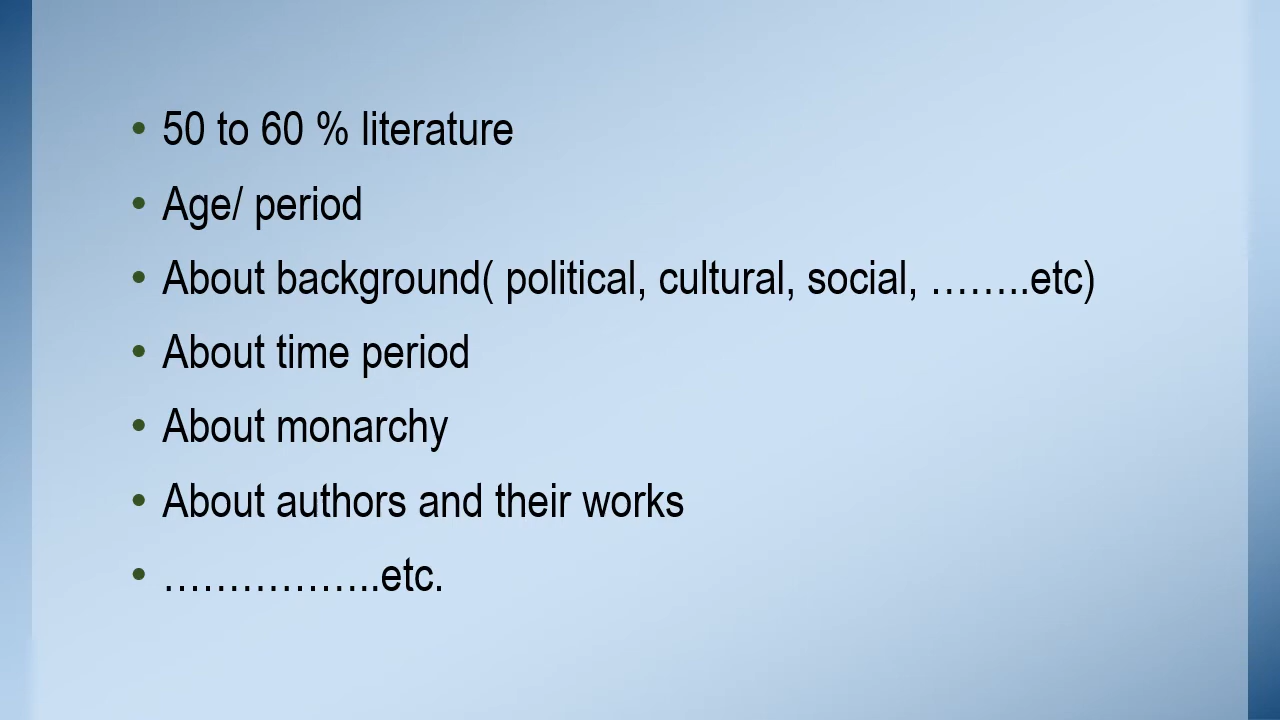 • 50 to 60 % literature
• Age/ period
• About background( political, cultural, social, ……..etc)
• About time period
• About monarchy
• About authors and their works
• ……………..etc.